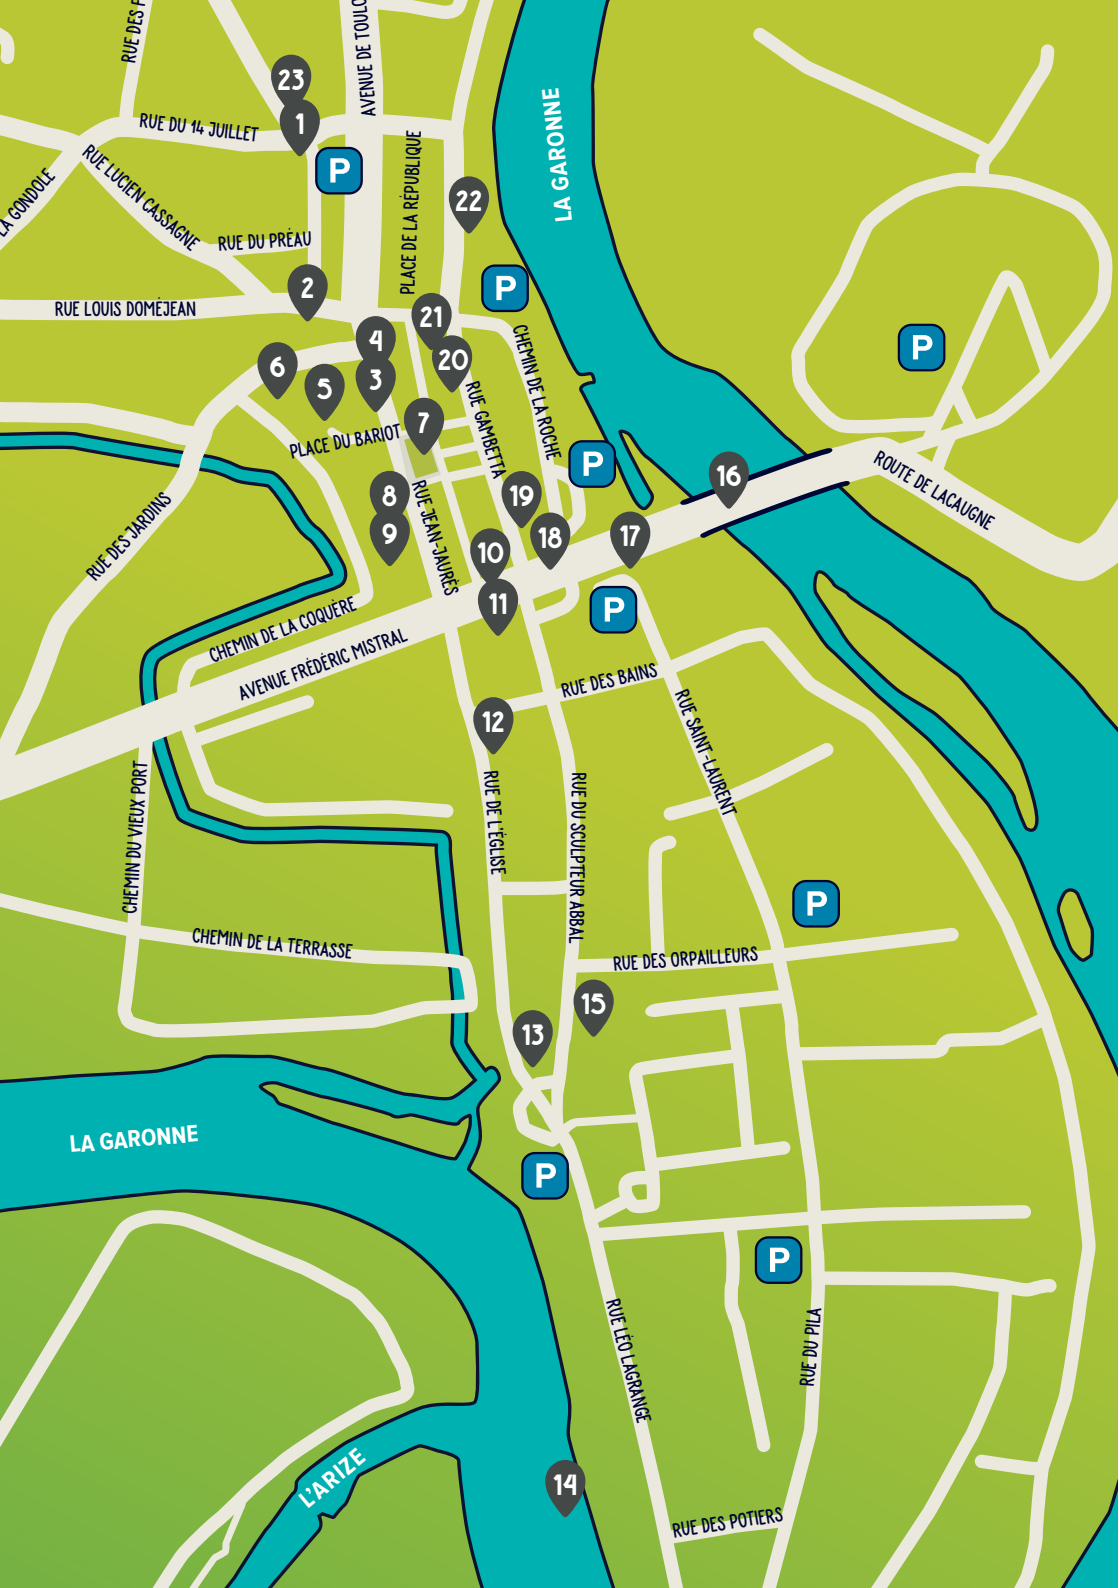 RUE DES F
AVENUE DE TOULO
23
1
RUE DU 14 JUILLET
P
LA GARONNE
PLACE DE LA RÉPUBLIQUE
RUE LUCIEN CASSAGNE
LA GONDOLE
22
RUE DU PRÉAU
2
P
RUE LOUIS DOMÉJEAN
21
4
20
3
6
5
P
CHEMIN DE LA ROCHE
RUE GAMBETTA
7
PLACE DU BARIOT
P
16
ROUTE DE LACAUGNE
8
19
9
RUE JEAN-JAURÈS
18
17
10
RUE DES JARDINS
11
P
CHEMIN DE LA COQUÈRE
AVENUE FRÉDÉRIC MISTRAL
RUE DES BAINS
12
RUE SAINT-LAURENT
CHEMIN DU VIEUX PORT
RUE DE L'ÉGLISE
RUE DU SCULPTEUR ABBAL
P
CHEMIN DE LA TERRASSE
RUE DES ORPAILLEURS
15
13
LA GARONNE
P
P
RUE LÉO LAGRANGE
RUE DU PILA
L'ARIZE
14
RUE DES POTIERS